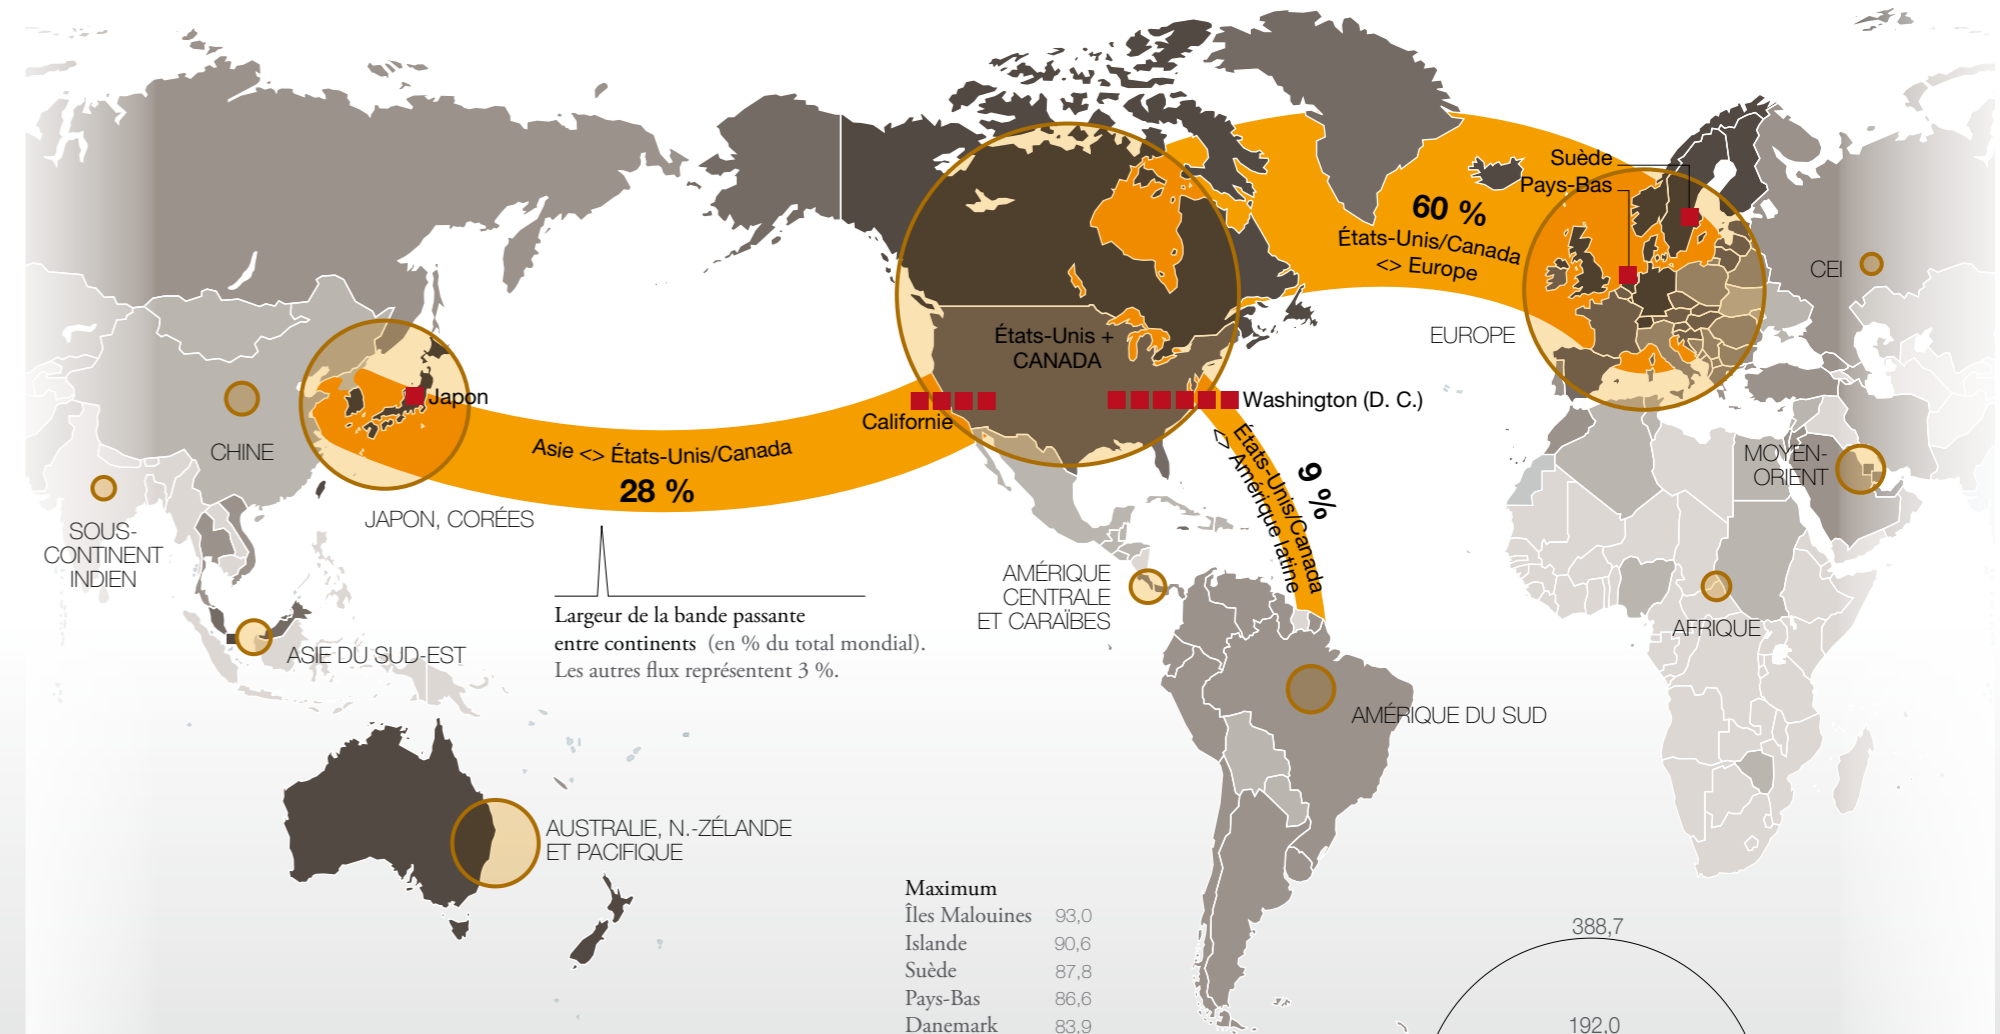 Suède
Pays-Bas
60 %
États-Unis/Canada
<> Europe
CEI
EUROPE
États-Unis +
CANADA
Japon
Californie
Washington (D. C.)
CHINE
Asie <> États-Unis/Canada
28 %
9 %
États-Unis/Canada
<> Amérique latine
MOYEN-
ORIENT
JAPON, CORÉES
SOUS-
CONTINENT
INDIEN
AMÉRIQUE
CENTRALE
ET CARAÏBES
Largeur de la bande passante
entre continents (en % du total mondial).
Les autres flux représentent 3 %.
AFRIQUE
ASIE DU SUD-EST
AMÉRIQUE DU SUD
AUSTRALIE, N.-ZÉLANDE
ET PACIFIQUE
Maximum
Îles Malouines 93,0
Islande 90,6
Suède 87,8
Pays-Bas 86,6
Danemark 83,9
388,7
192,0